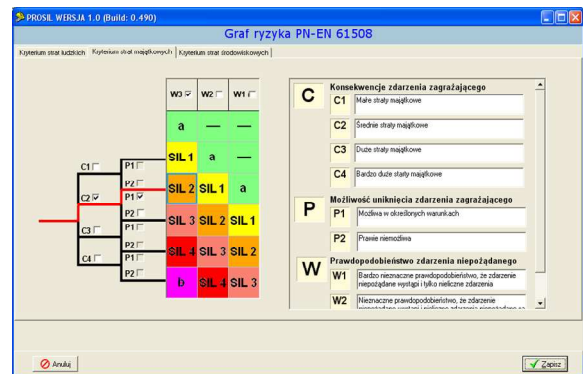 PROSIL WERSJA 1.0 (Build: 0.490)
Graf ryzyka PN-EN 61508
Kryterium strat ludzkich Kryterium strat majątkowych Kryterium strat środowiskowych
W3 W2 W1
a — —
SIL 1 a —
SIL 2 SIL 1 a
SIL 3 SIL 2 SIL 1
SIL 4 SIL 3 SIL 2
b SIL 4 SIL 3
C1 P1
P2
C2 P1
P2
C3 P1
P2
C4 P1
P2
C Konsekwencje zdarzenia zagrażającego
C1 Małe straty majątkowe
C2 Średnie straty majątkowe
C3 Duże straty majątkowe
C4 Bardzo duże starty majątkowe
P Możliwość uniknięcia zdarzenia zagrażającego
P1 Możliwa w określonych warunkach
P2 Prawie niemożliwa
W Prawdopodobieństwo zdarzenia niepożądanego
W1 Bardzo nieznaczne prawdopodobieństwo, że zdarzenie
niepożądane wystąpi i tylko nieliczne zdarzenia
W2 Nieznaczne prawdopodobieństwo, że zdarzenie
Anuluj Zapisz